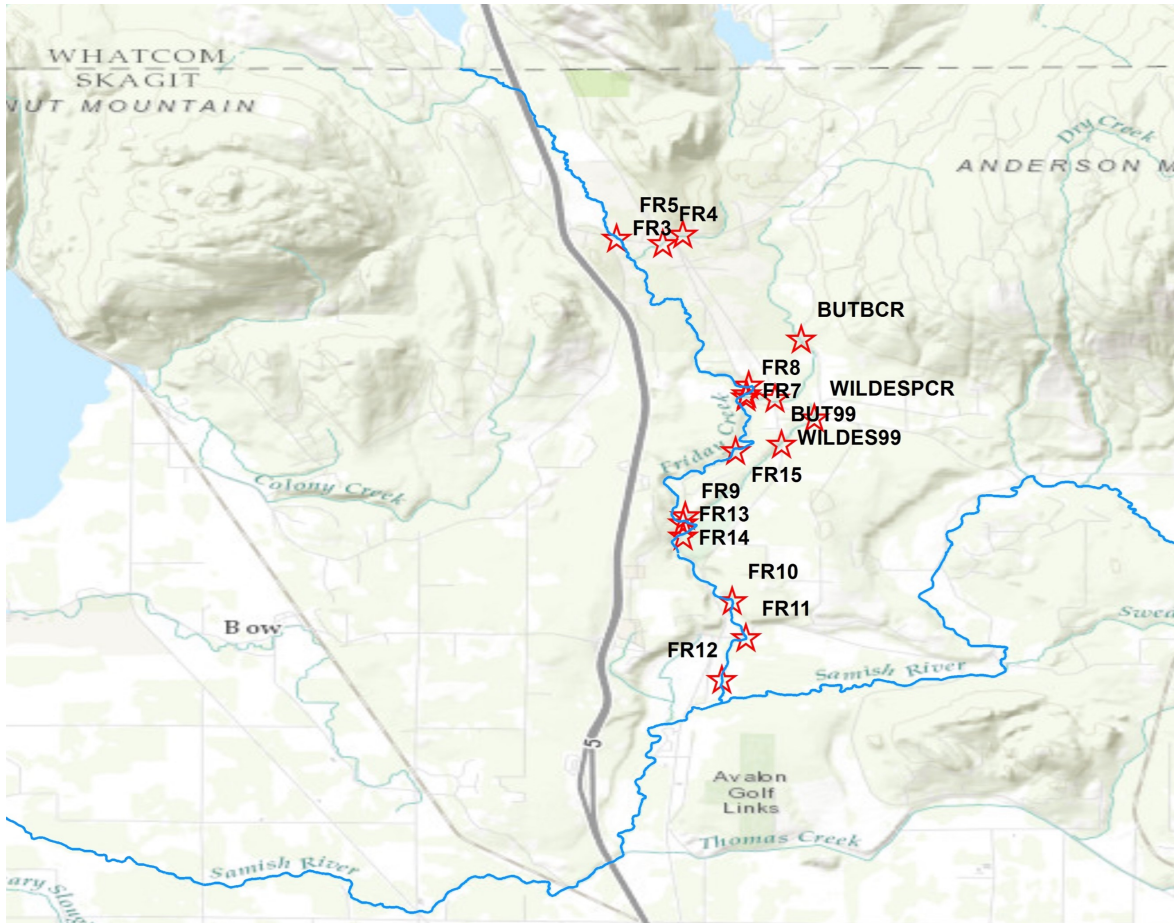 WHATCOM
SKAGIT
NUT MOUNTAIN
Dry Creek
ANDERSON M
FR5
FR4
FR3
BUTBCR
FR8
FR7
WILDESPCR
BUT99
WILDES99
Friday Creek
FR15
Colony Creek
FR9
FR13
FR14
FR10
FR11
Bow
FR12
Swed
Samish River
5
Avalon
Golf
Links
Thomas Creek
Samish River
ary Sloug